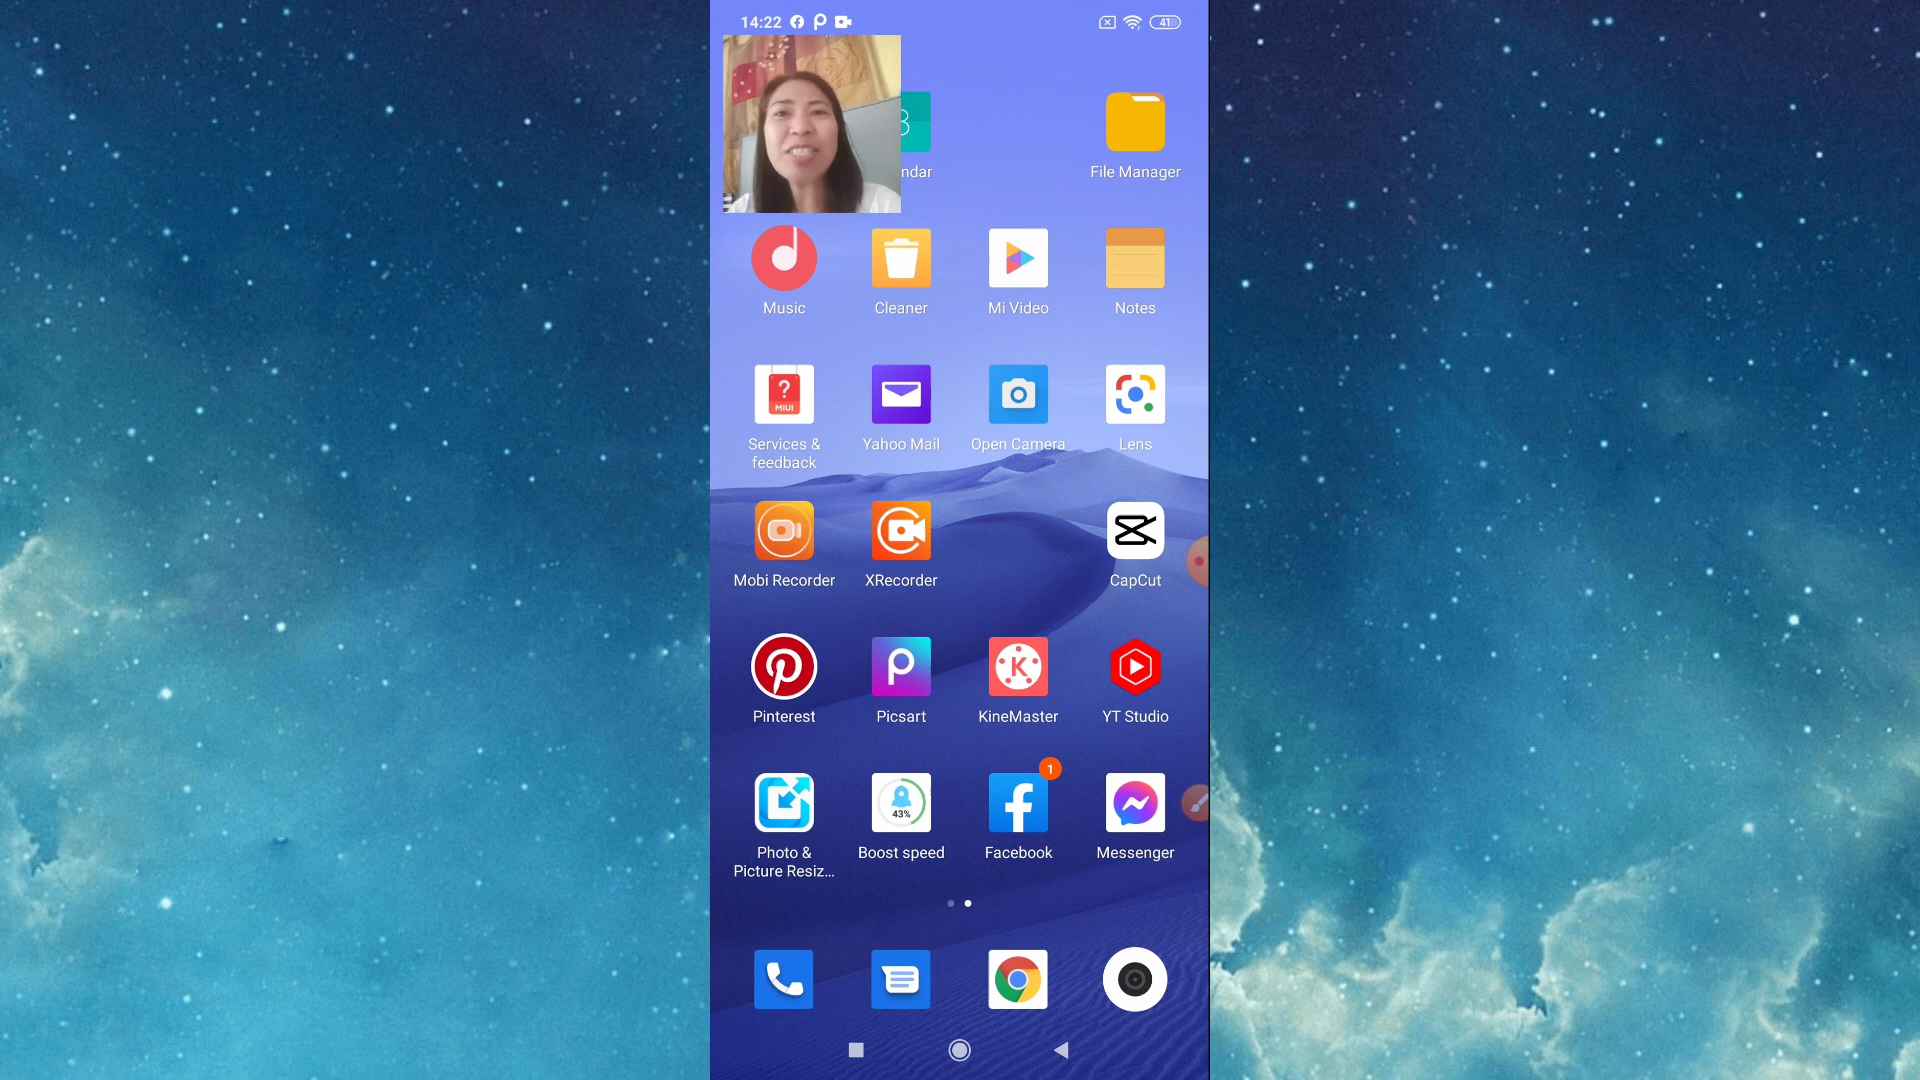 14:22
41
ndar
File Manager
Music
Cleaner
Mi Video
Notes
?
MIUI
Services &
feedback
Yahoo Mail
Open Camera
Lens
Mobi Recorder
XRecorder
CapCut
Pinterest
Picsart
K
KineMaster
YT Studio
43%
1
Photo &
Picture Resiz...
Boost speed
Facebook
Messenger